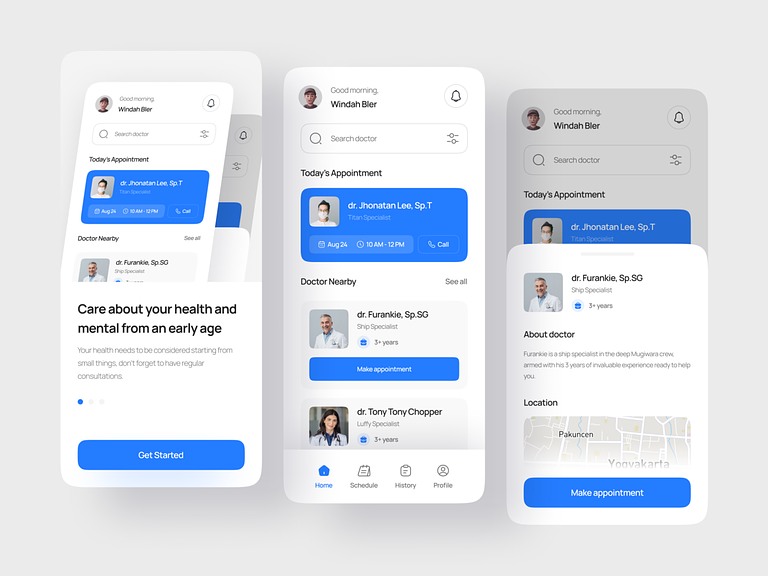 Good morning,
Windah Bler
Search doctor
Today's Appointment
dr. Jhonatan Lee, Sp.T
Titan Specialist
Aug 24
10 AM - 12 PM
Call
Doctor Nearby
See all
dr. Furankie, Sp.SG
Ship Specialist
Care about your health and
mental from an early age
Your health needs to be considered starting from
small things, don't forget to have regular
consultations.
Get Started
Good morning,
Windah Bler
Search doctor
Today's Appointment
dr. Jhonatan Lee, Sp.T
Titan Specialist
Aug 24
10 AM - 12 PM
Call
Doctor Nearby
See all
dr. Furankie, Sp.SG
Ship Specialist
3+ years
Make appointment
dr. Tony Tony Chopper
Luffy Specialist
3+ years
Home
Schedule
History
Profile
Good morning,
Windah Bler
Search doctor
Today's Appointment
dr. Jhonatan Lee, Sp.T
Titan Specialist
dr. Furankie, Sp.SG
Ship Specialist
3+ years
About doctor
Furankie is a ship specialist in the deep Mugiwara crew,
armed with his 3 years of invaluable experience ready to help
you.
Location
Pakuncen
Yogyakarta
Make appointment